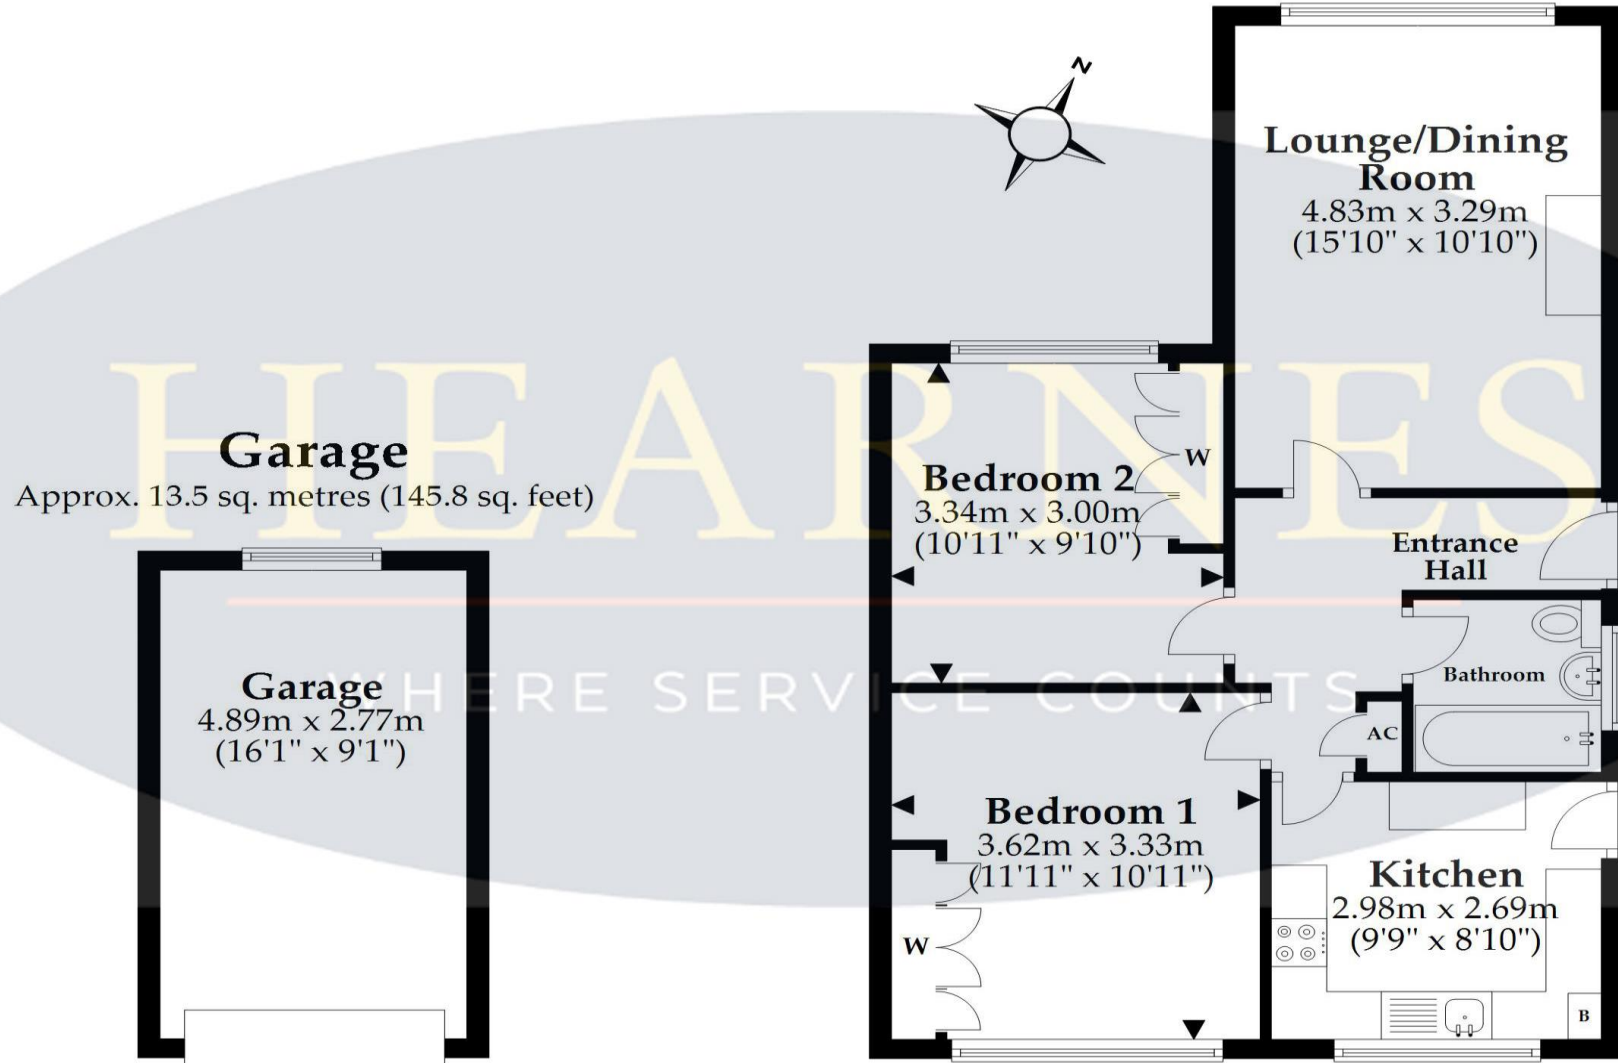 N
Lounge/Dining
Room
4.83m x 3.29m
(15'10" x 10'10")
HEARNES
WHERE SERVICE COUNTS
Garage
Approx. 13.5 sq. metres (145.8 sq. feet)
Garage
4.89m x 2.77m
(16'1" x 9'1")
Bedroom 2
3.34m x 3.00m
(10'11" x 9'10")
W
Entrance
Hall
Bathroom
AC
Bedroom 1
3.62m x 3.33m
(11'11" x 10'11")
W
Kitchen
2.98m x 2.69m
(9'9" x 8'10")
B